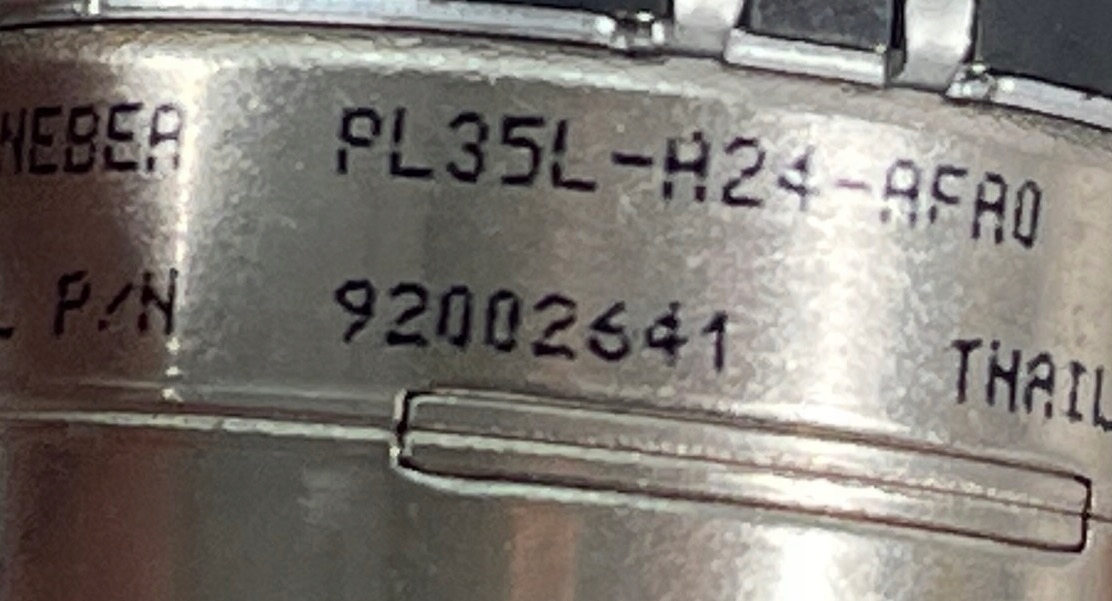 NEBEA PL35L-A24-AFA0
L P/N 92002641 THAIL